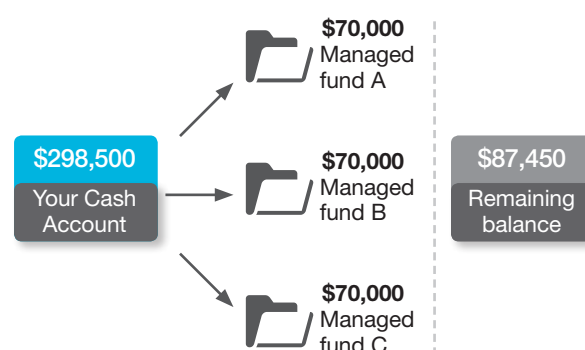 $70,000
Managed
fund A
$298,500
Your Cash
Account
$70,000
Managed
fund B
$87,450
Remaining
balance
$70,000
Managed
fund C